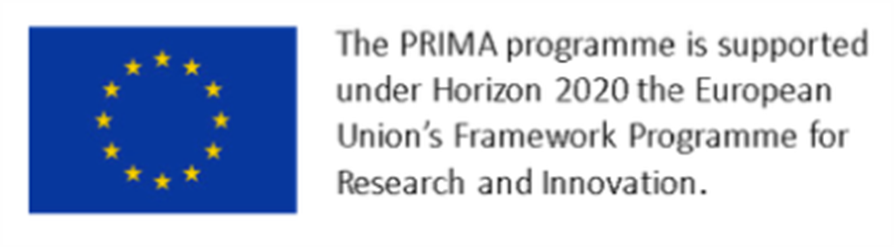 The PRIMA programme is supported
under Horizon 2020 the European
Union’s Framework Programme for
Research and Innovation.